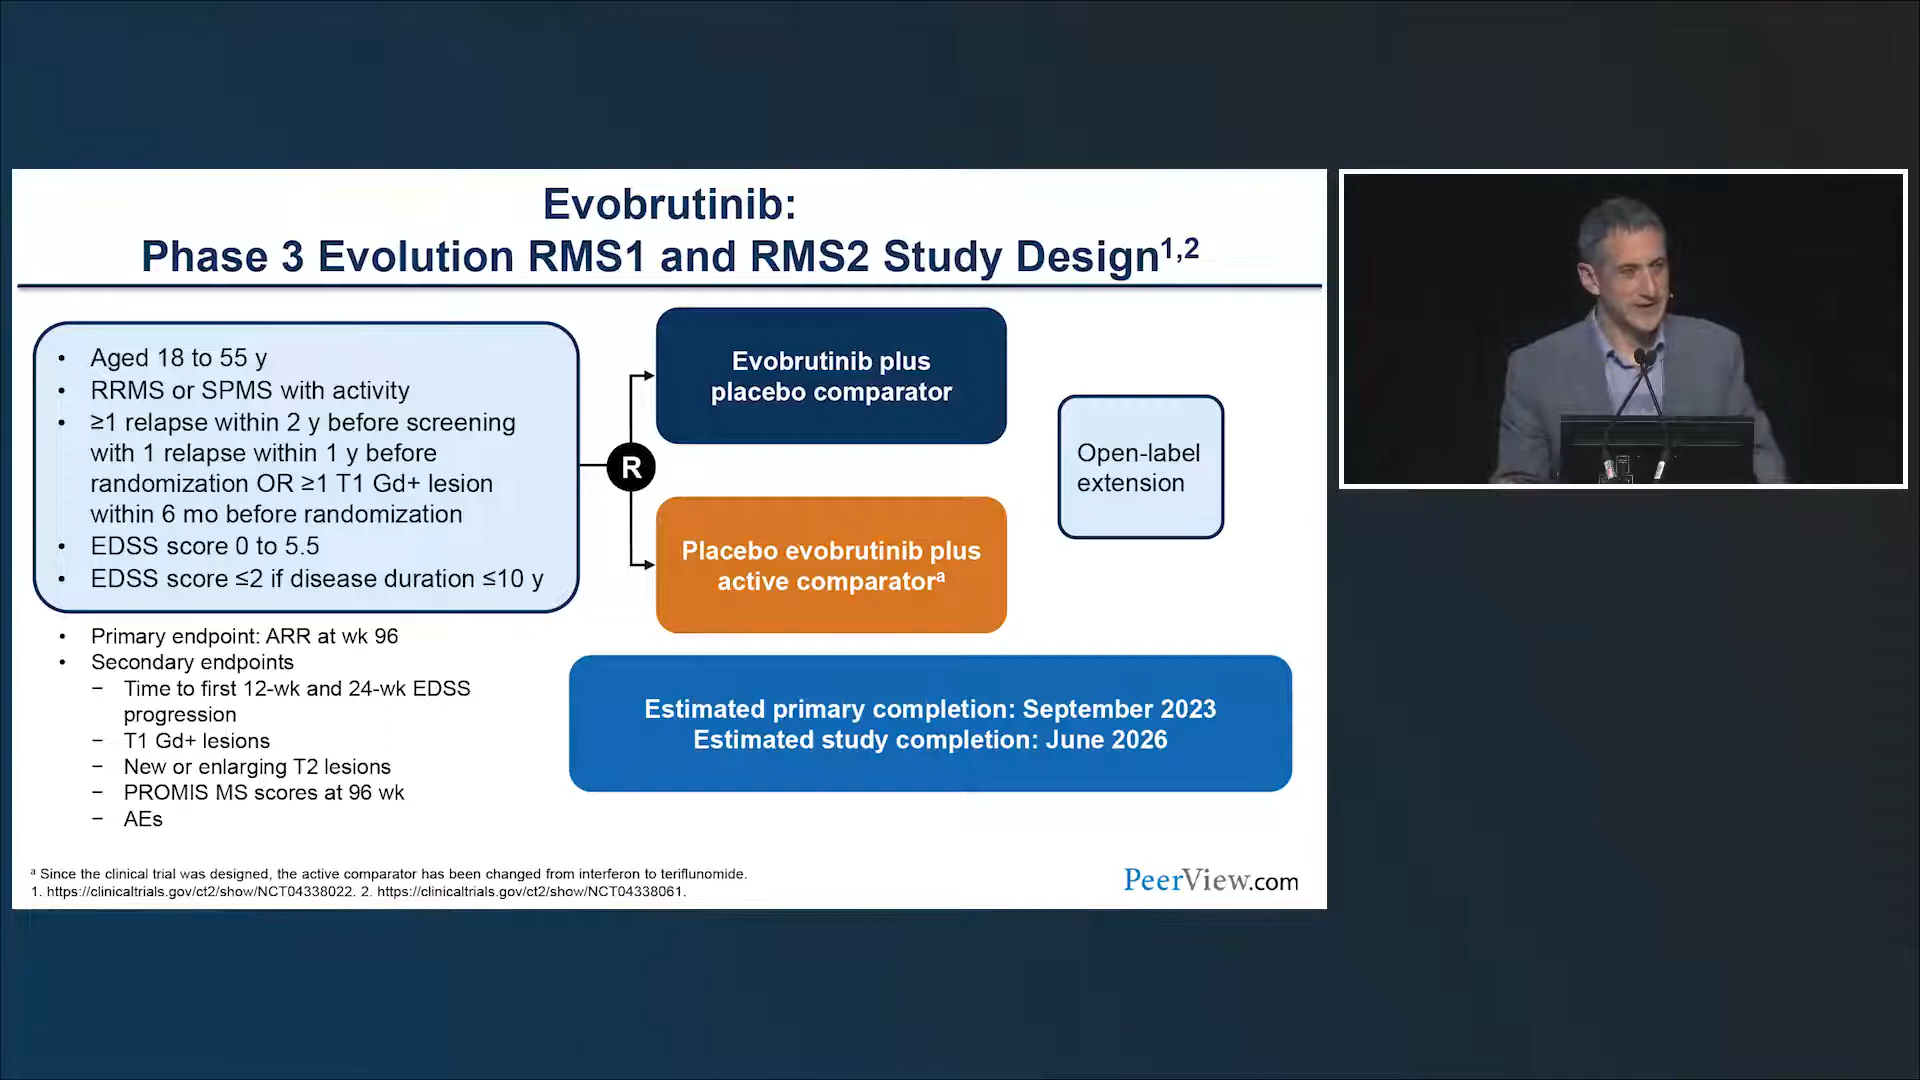 Evobrutinib:
Phase 3 Evolution RMS1 and RMS2 Study Design1,2
• Aged 18 to 55 y
• RRMS or SPMS with activity
• ≥1 relapse within 2 y before screening
with 1 relapse within 1 y before
randomization OR ≥1 T1 Gd+ lesion
within 6 mo before randomization
• EDSS score 0 to 5.5
• EDSS score ≤2 if disease duration ≤10 y
R
Evobrutinib plus
placebo comparator
Placebo evobrutinib plus
active comparatora
Open-label
extension
• Primary endpoint: ARR at wk 96
• Secondary endpoints
− Time to first 12-wk and 24-wk EDSS
progression
− T1 Gd+ lesions
− New or enlarging T2 lesions
− PROMIS MS scores at 96 wk
− AEs
Estimated primary completion: September 2023
Estimated study completion: June 2026
a Since the clinical trial was designed, the active comparator has been changed from interferon to teriflunomide.
1. https://clinicaltrials.gov/ct2/show/NCT04338022. 2. https://clinicaltrials.gov/ct2/show/NCT04338061.
PeerView.com